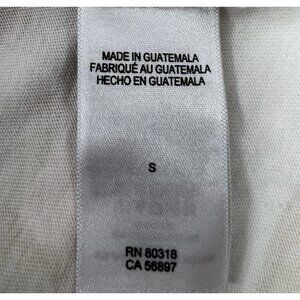 MADE IN GUATEMALA
FABRIQUÉ AU GUATEMALA
HECHO EN GUATEMALA
S
RN 80318
CA 56897